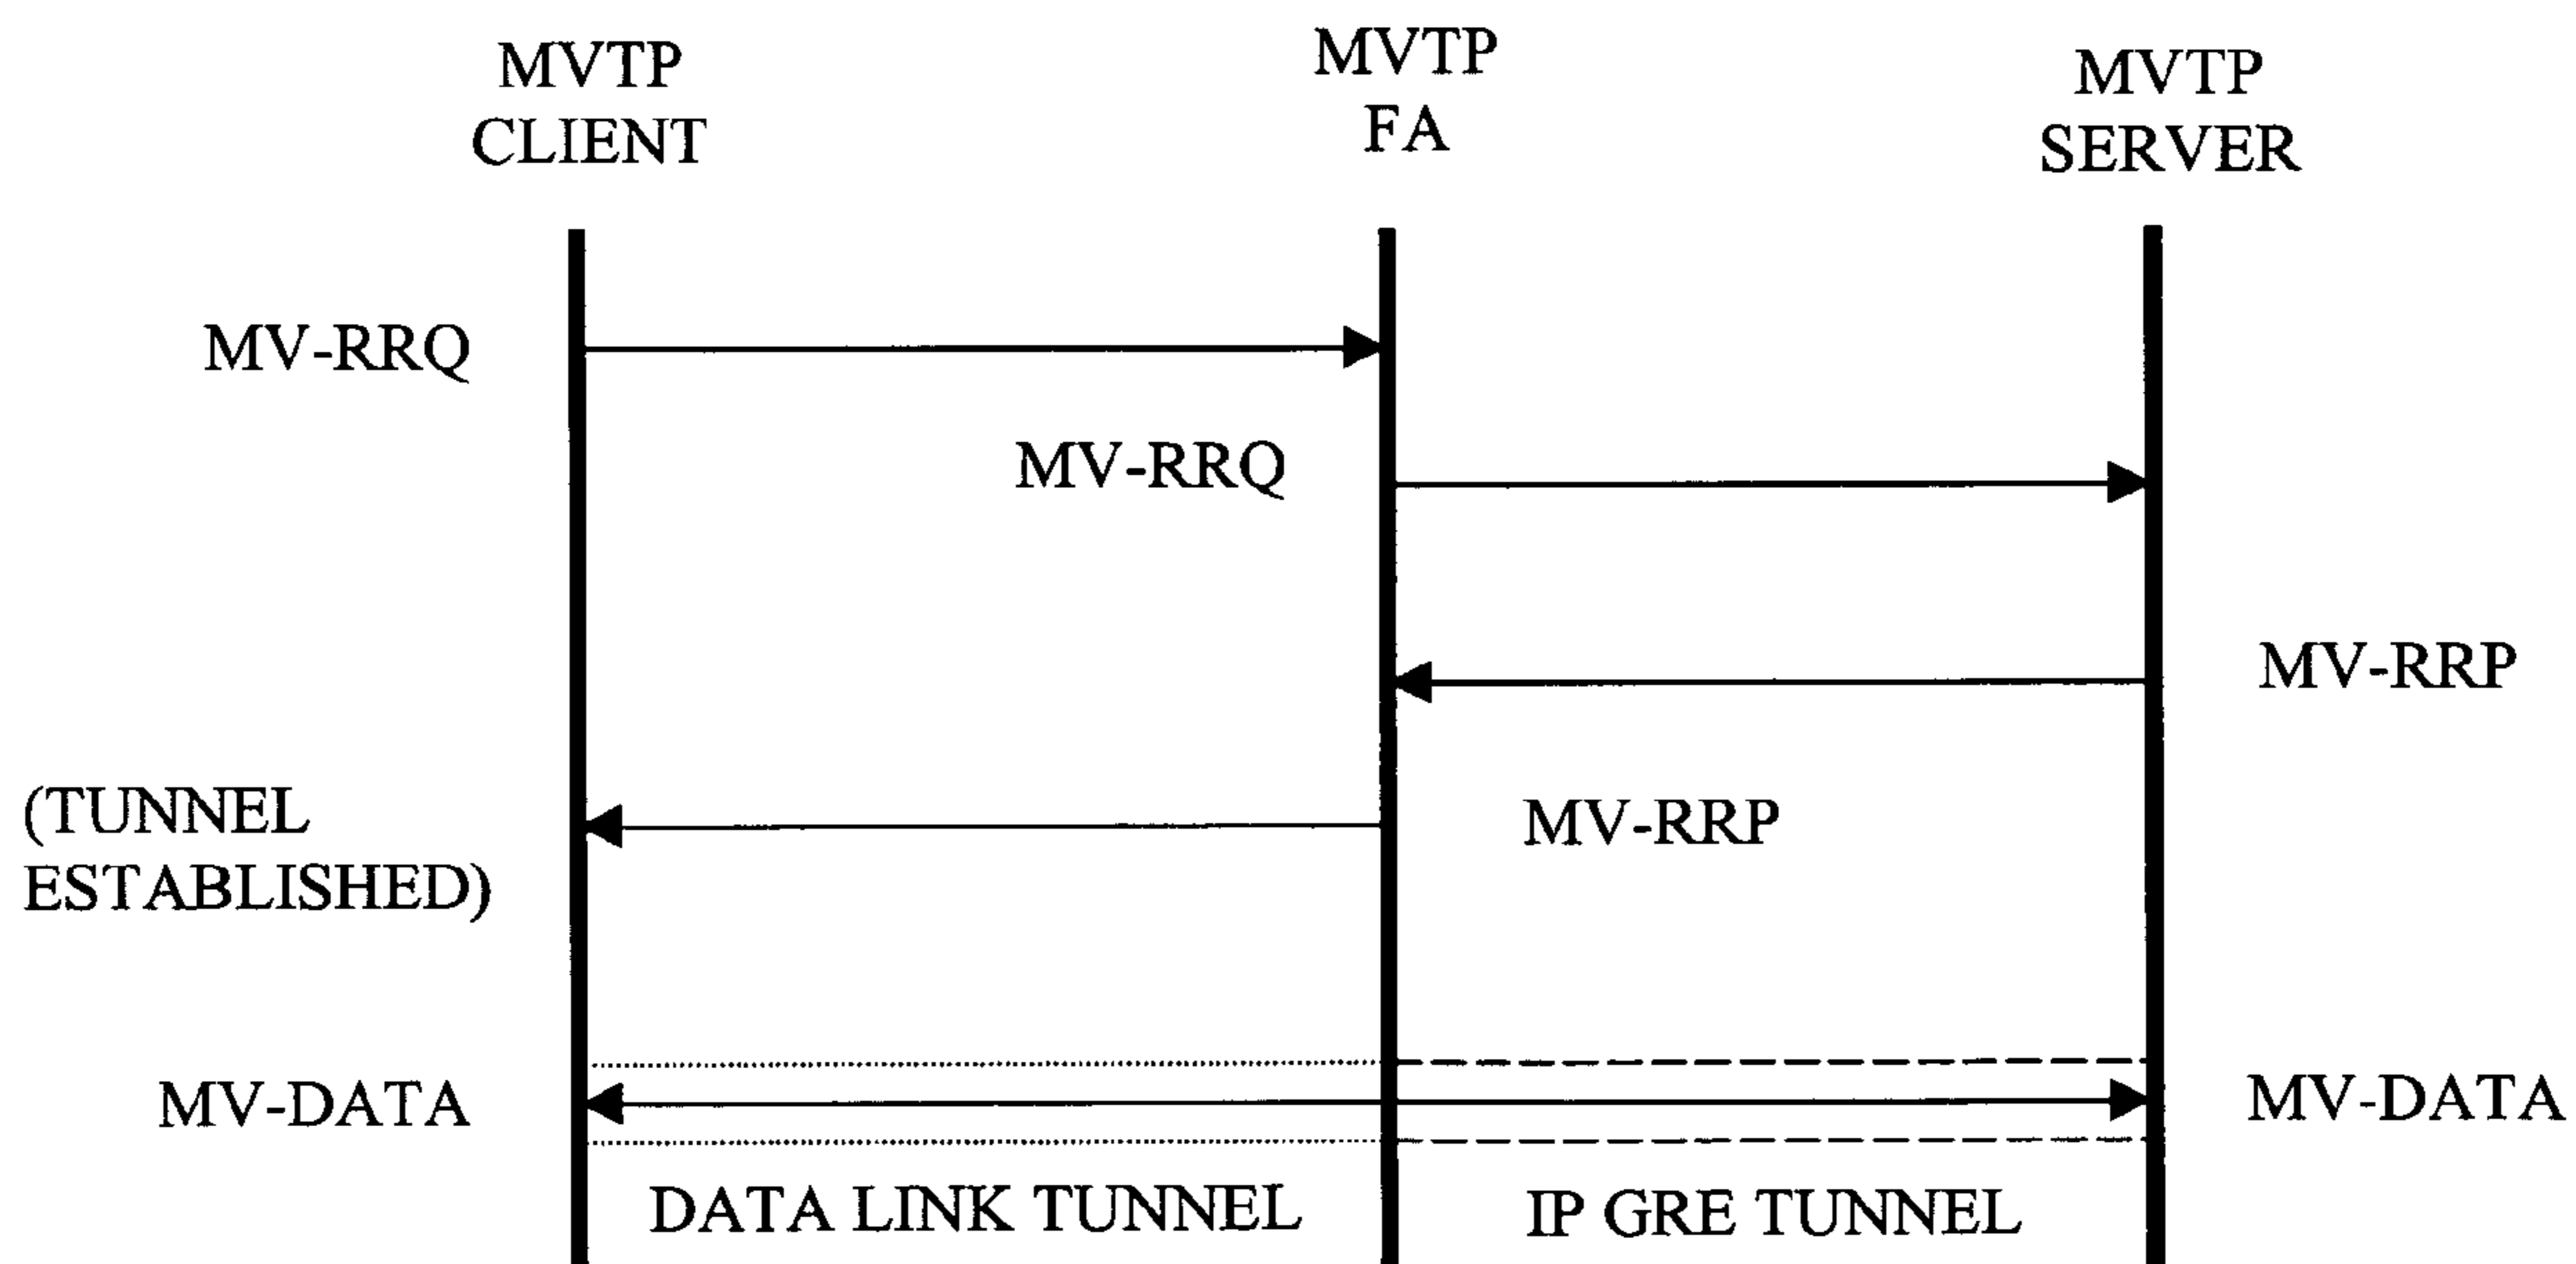 MVTP
CLIENT
MVTP
FA
MVTP
SERVER
MV-RRQ
MV-RRQ
MV-RRP
(TUNNEL
ESTABLISHED)
MV-RRP
MV-DATA
MV-DATA
DATA LINK TUNNEL
IP GRE TUNNEL